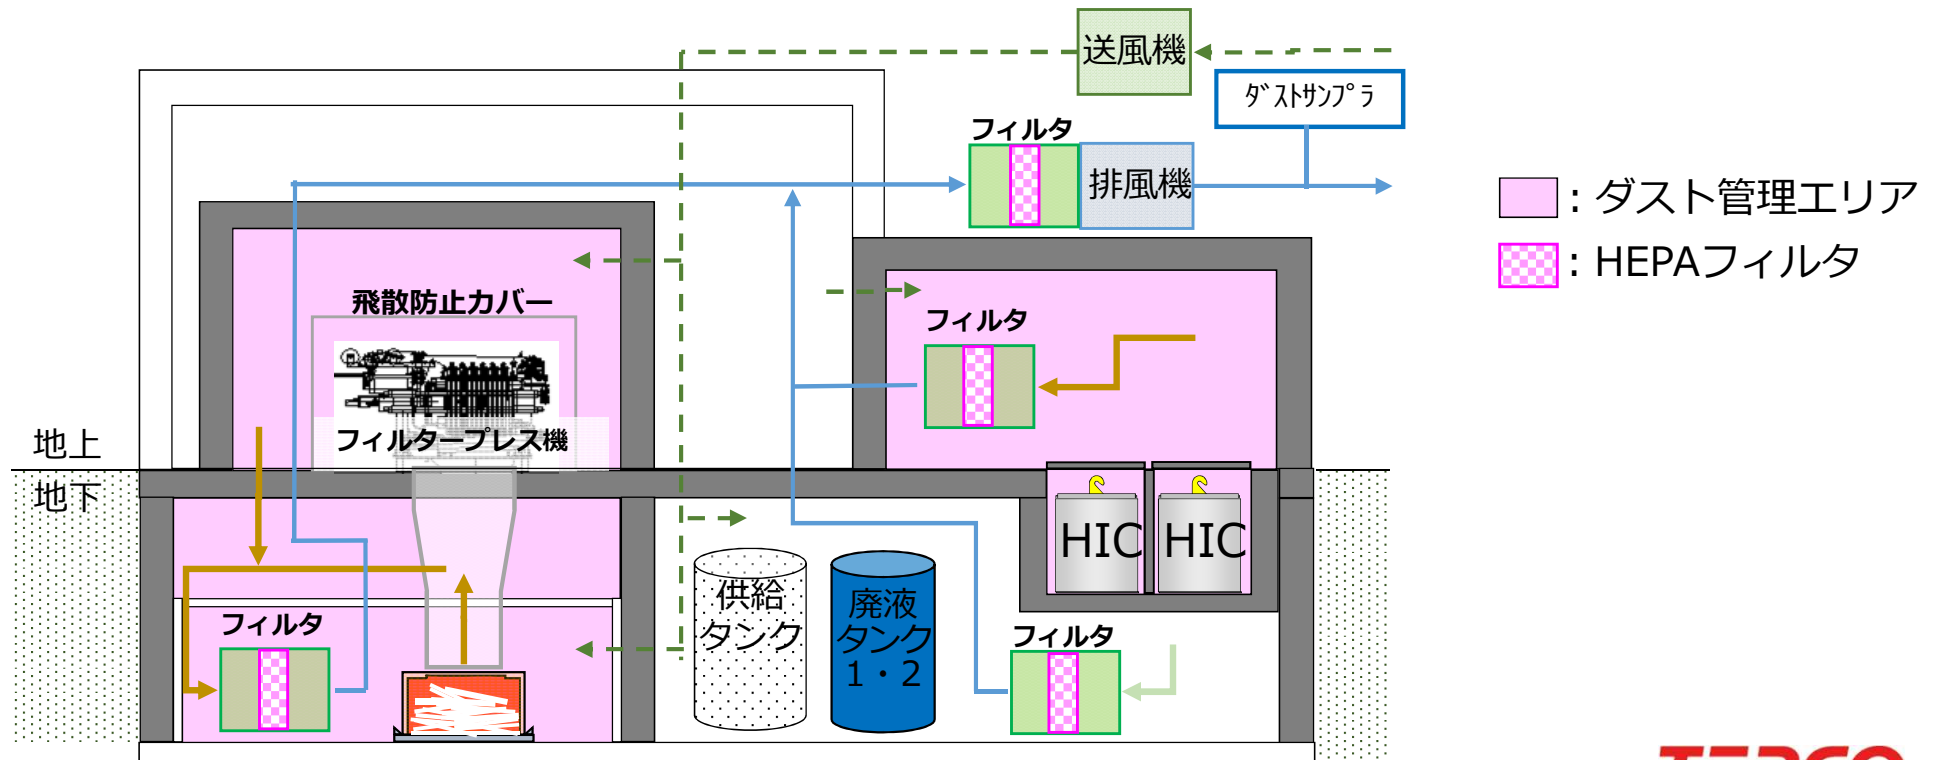 送風機
ダストサンプラ
フィルタ
排風機
: ダスト管理エリア
: HEPAフィルタ
飛散防止カバー
フィルタ
フィルタープレス機
地上
地下
HIC
HIC
供給
タンク
廃液
タンク
1・2
フィルタ
フィルタ